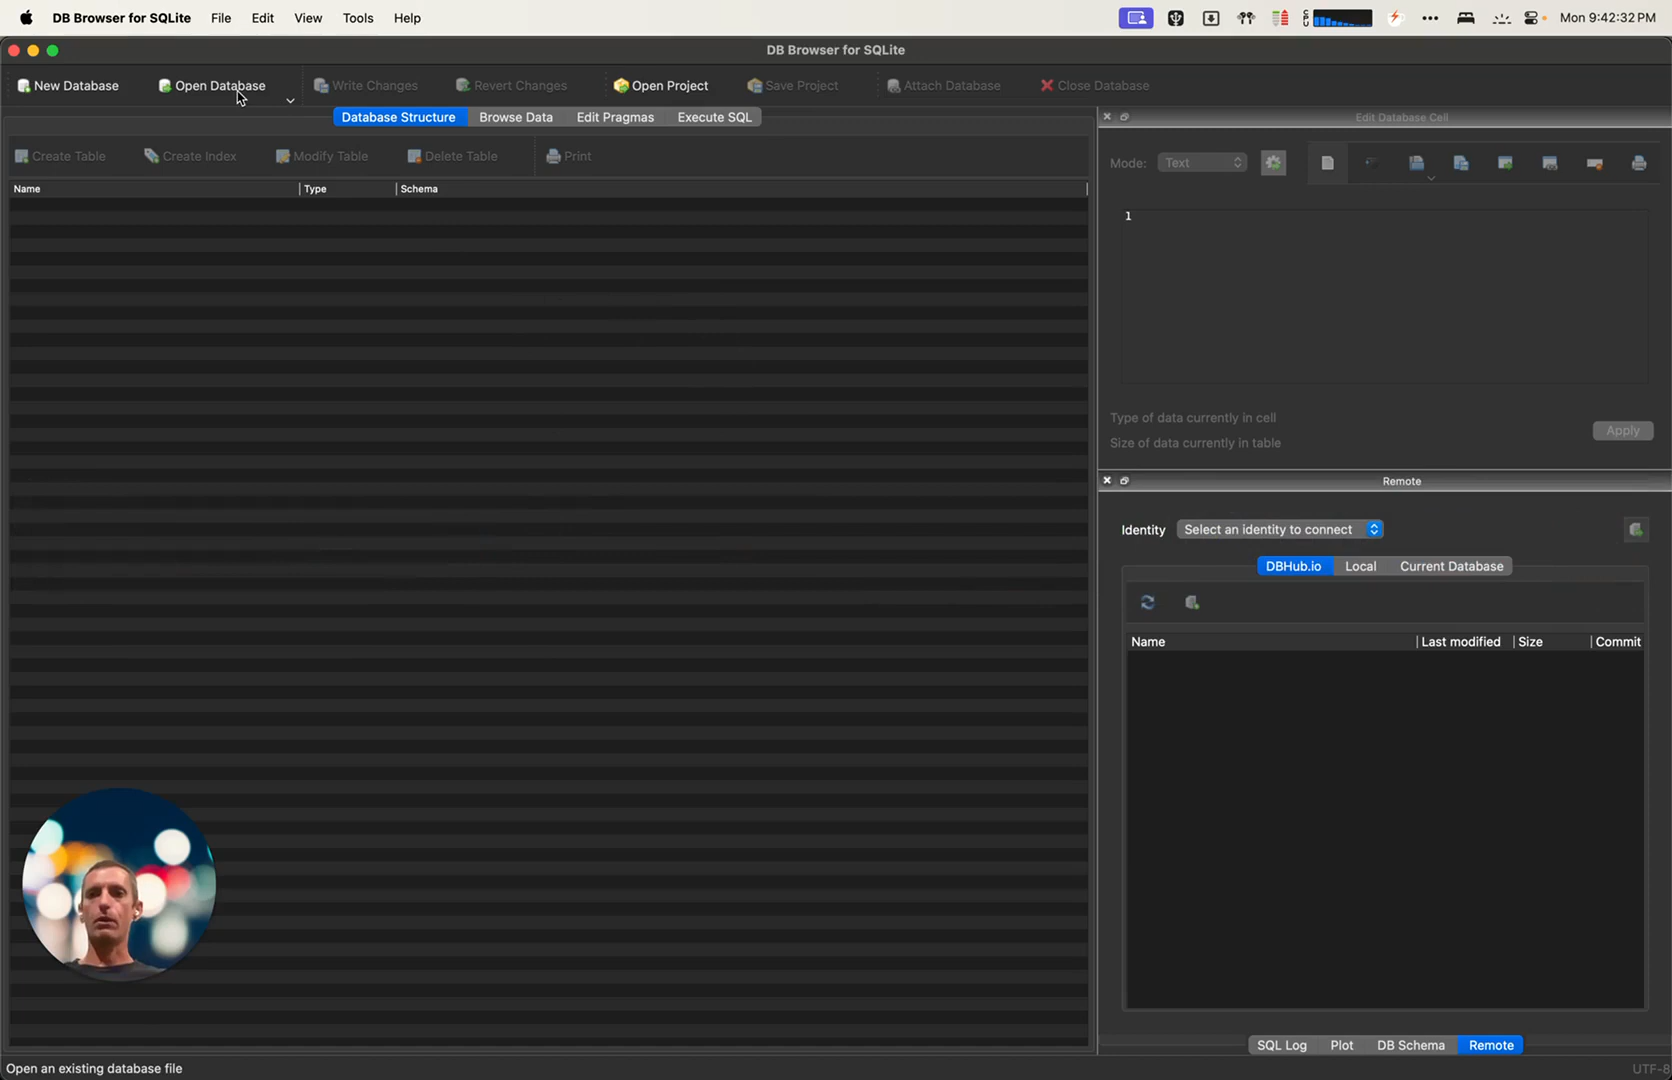 DB Browser for SQLite File Edit View Tools Help Mon 9:42:32 PM
DB Browser for SQLite
New Database Open Database Write Changes Revert Changes Open Project Save Project Attach Database Close Database
Database Structure Browse Data Edit Pragmas Execute SQL
Create Table Create Index Modify Table Delete Table Print
Name Type Schema
Edit Database Cell
Mode: Text
1
Type of data currently in cell
Size of data currently in table
Apply
Remote
Identity Select an identity to connect
DBHub.io Local Current Database
Name Last modified Size Commit
SQL Log Plot DB Schema Remote
Open an existing database file
UTF-8